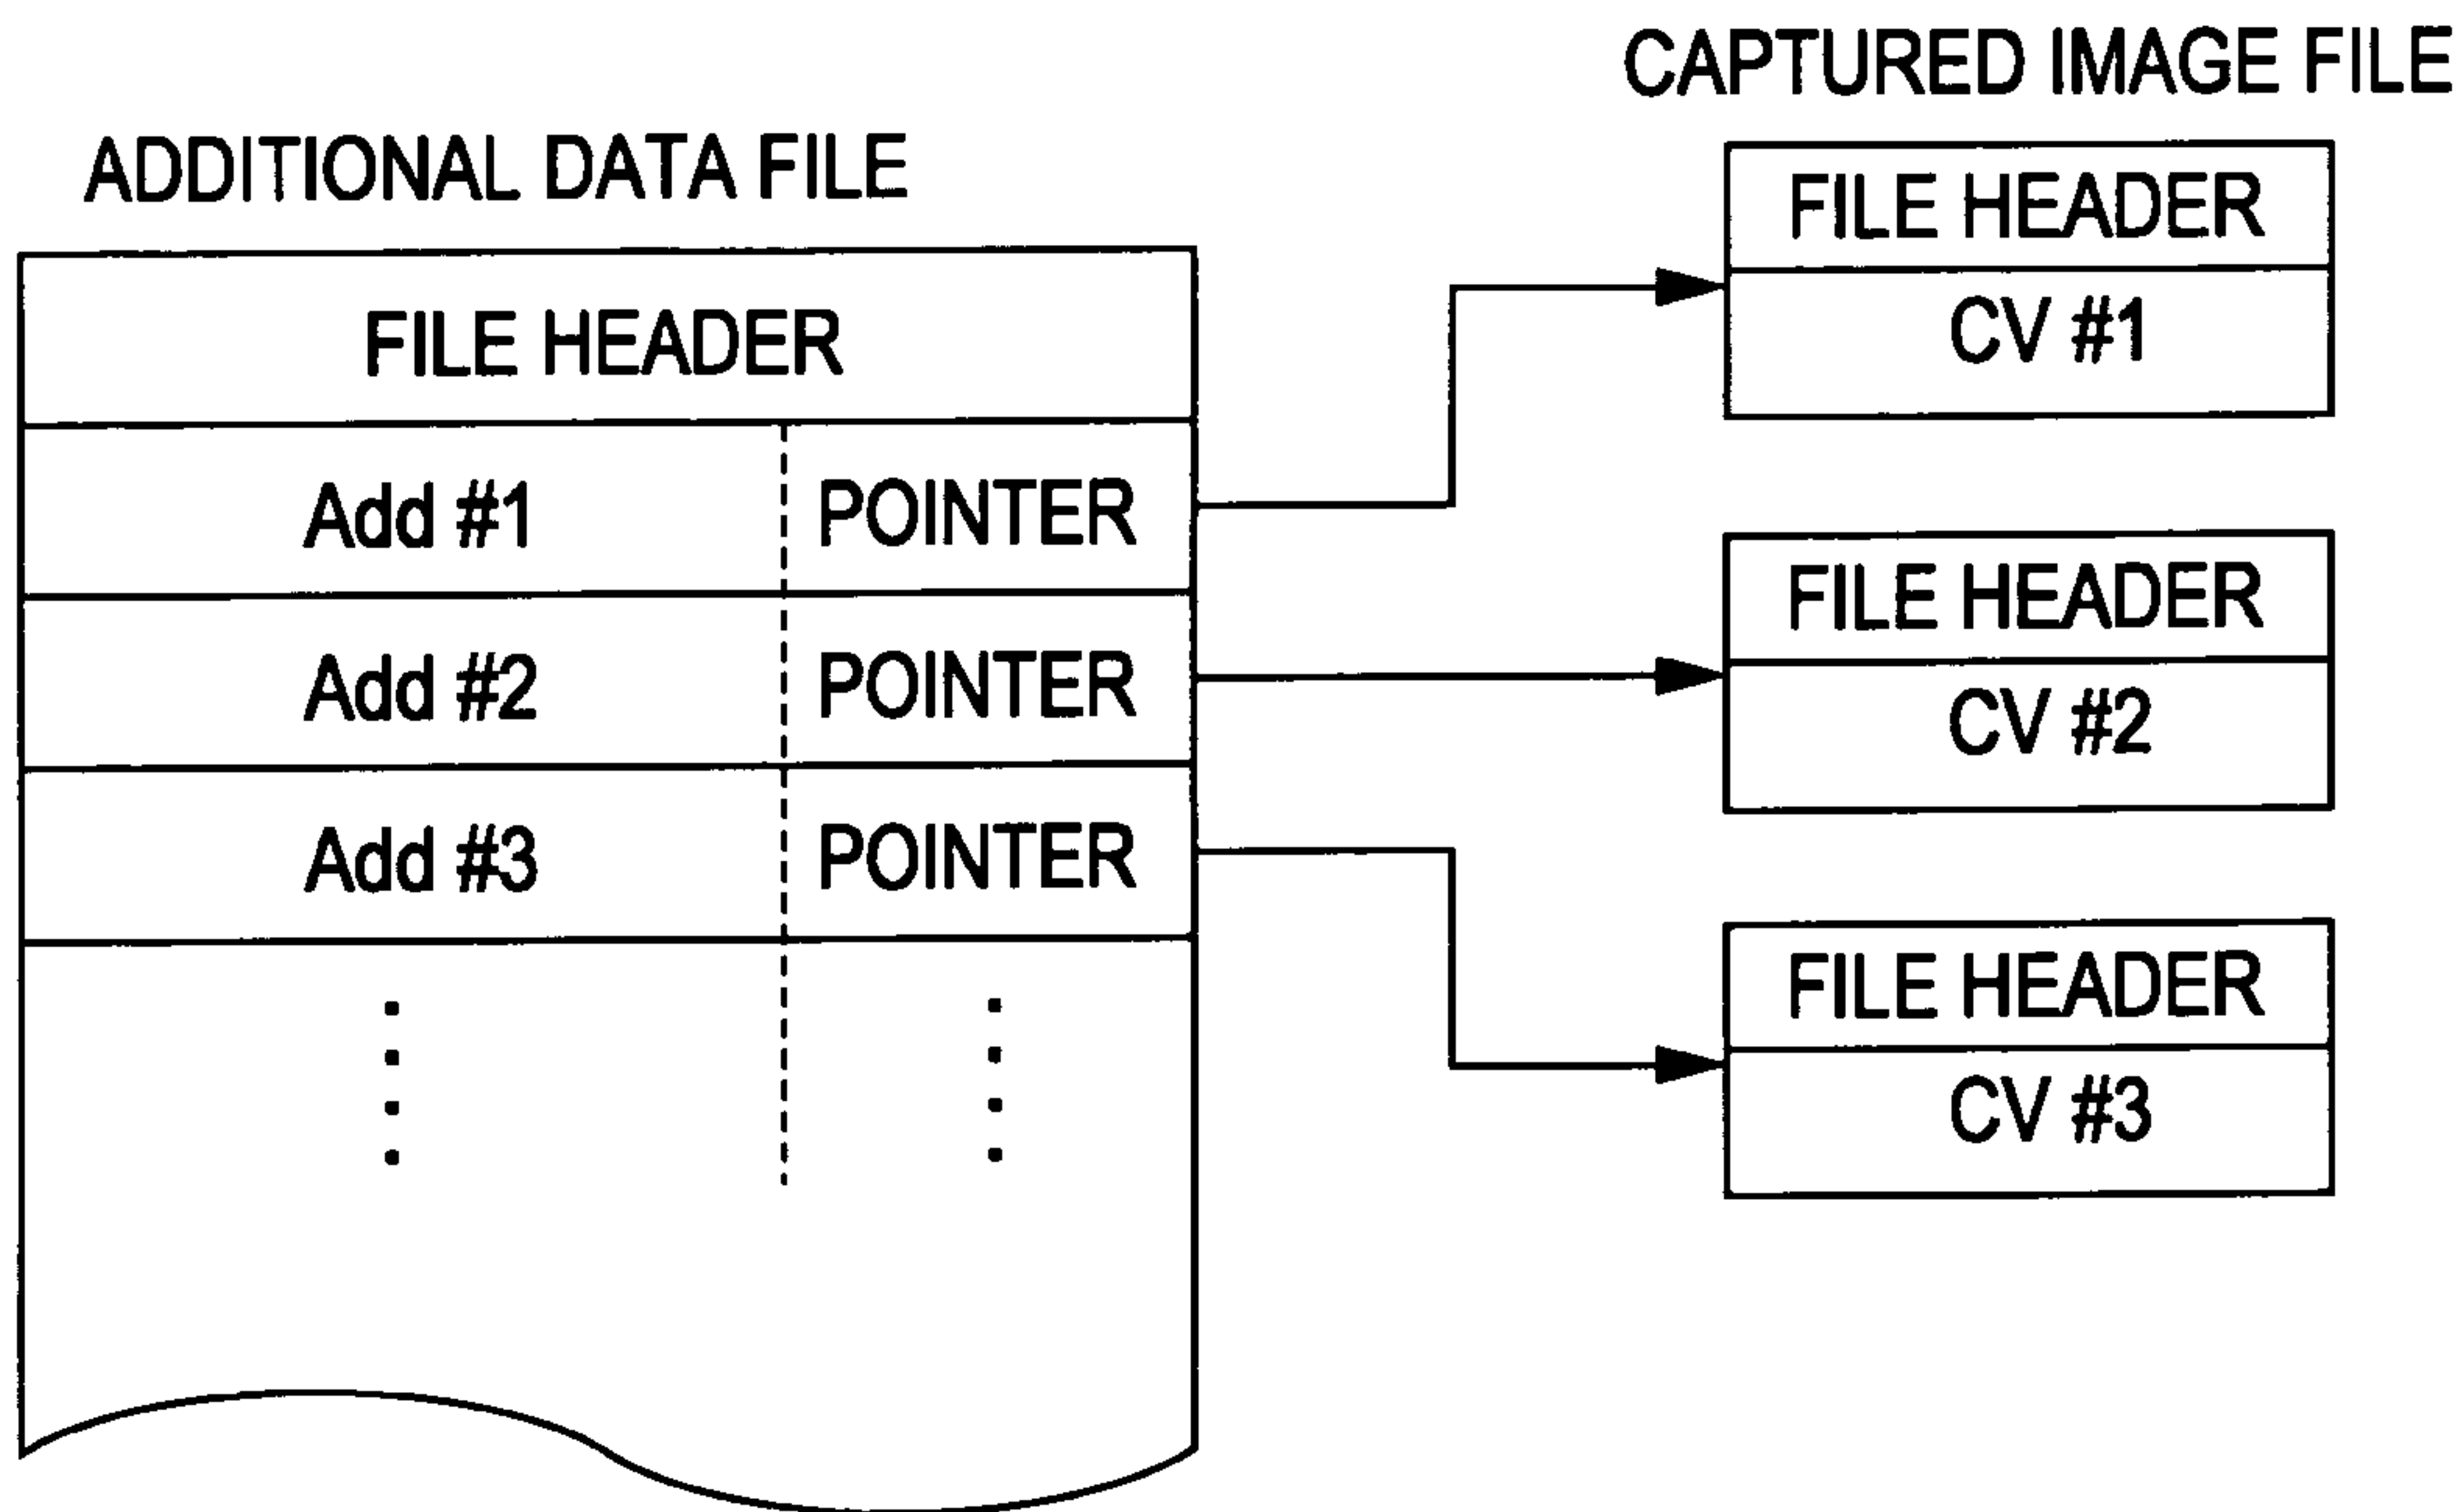 CAPTURED IMAGE FILE
ADDITIONAL DATA FILE
FILE HEADER
Add #1 POINTER
Add #2 POINTER
Add #3 POINTER
FILE HEADER
CV #1
FILE HEADER
CV #2
FILE HEADER
CV #3